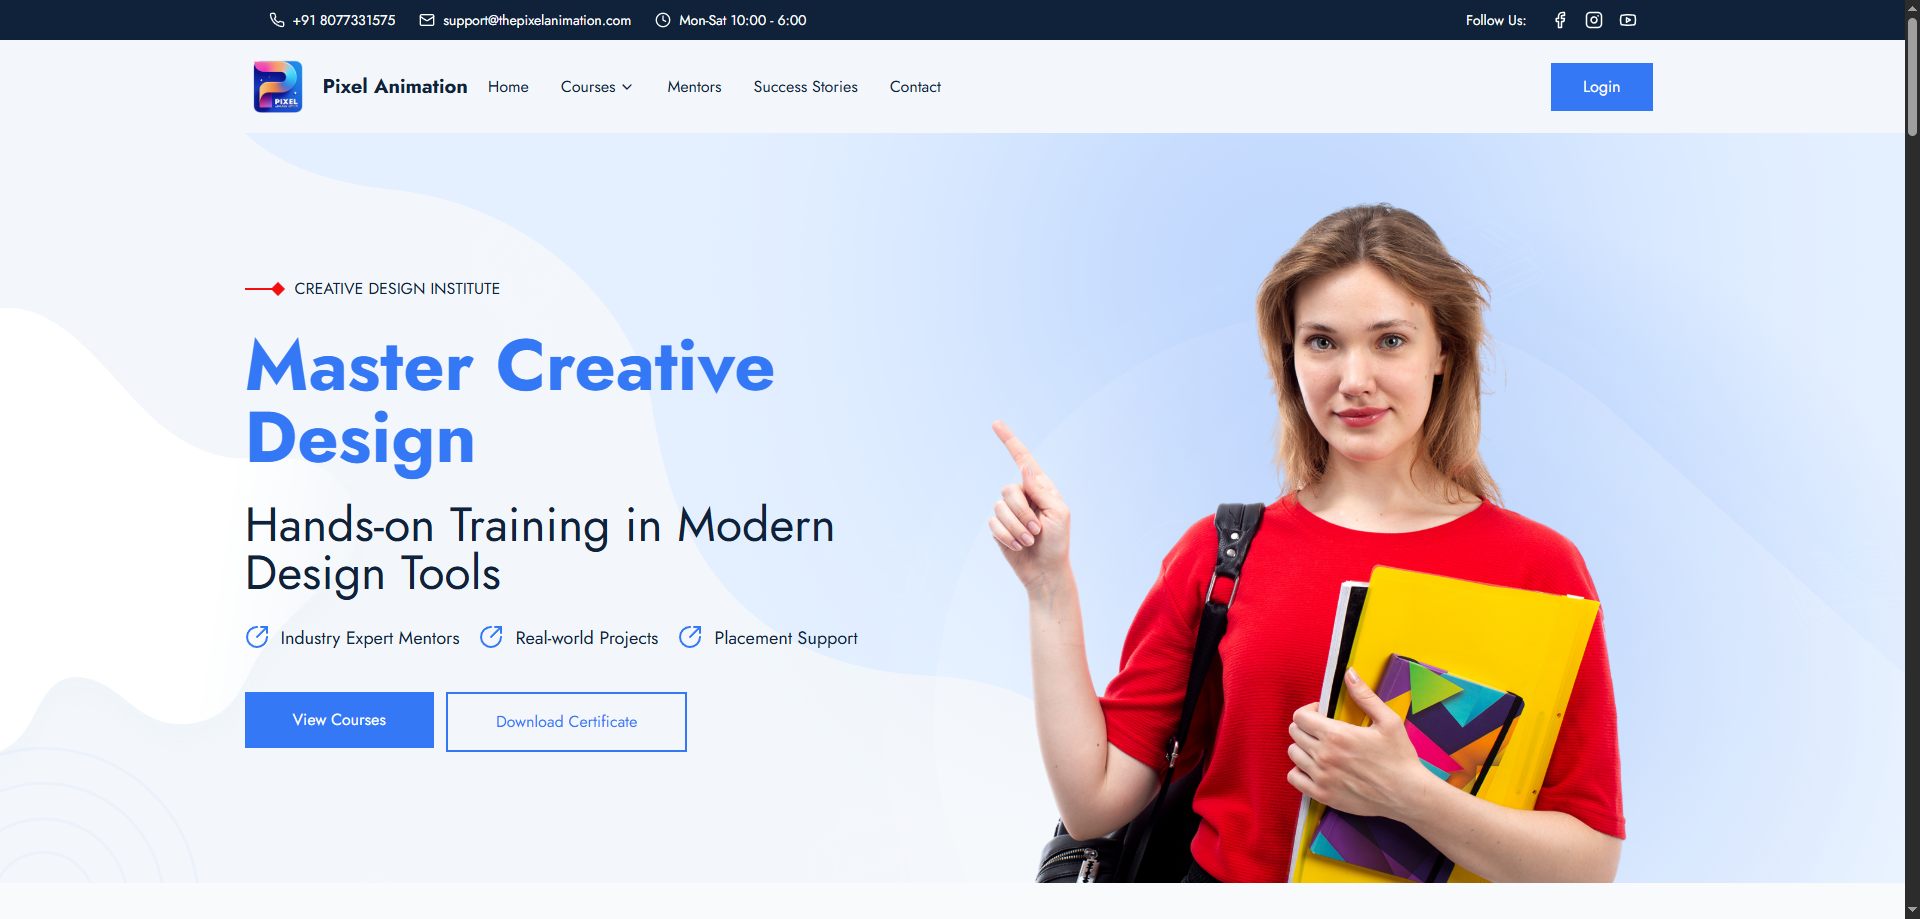 +91 8077331575 support@thepixelanimation.com Mon-Sat 10:00 - 6:00 Follow Us:
PIXEL
Pixel Animation Home Courses Mentors Success Stories Contact Login
CREATIVE DESIGN INSTITUTE
Master Creative
Design
Hands-on Training in Modern
Design Tools
Industry Expert Mentors Real-world Projects Placement Support
View Courses Download Certificate